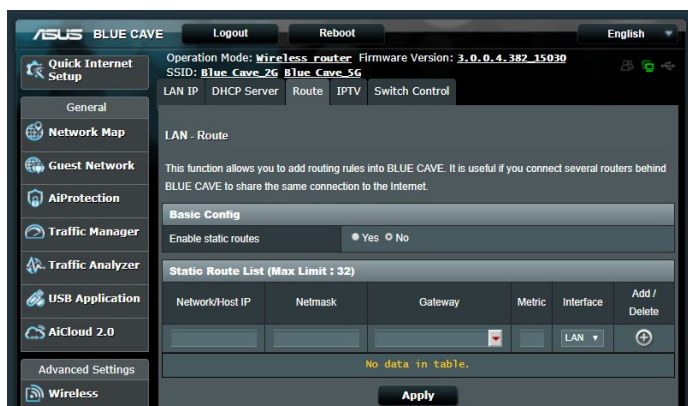 ASUS BLUE CAVE Logout Reboot English
Quick Internet Setup
Operation Mode: Wireless router Firmware Version: 3.0.0.4.382_15030
SSID: Blue Cave_2G Blue Cave_5G
General
Network Map
Guest Network
AiProtection
Traffic Manager
Traffic Analyzer
USB Application
AiCloud 2.0
Advanced Settings
Wireless
LAN IP DHCP Server Route IPTV Switch Control
LAN - Route
This function allows you to add routing rules into BLUE CAVE. It is useful if you connect several routers behind
BLUE CAVE to share the same connection to the Internet.
Basic Config
Enable static routes Yes No
Static Route List (Max Limit : 32)
Network/Host IP Netmask Gateway Metric Interface Add / Delete
LAN
No data in table.
Apply